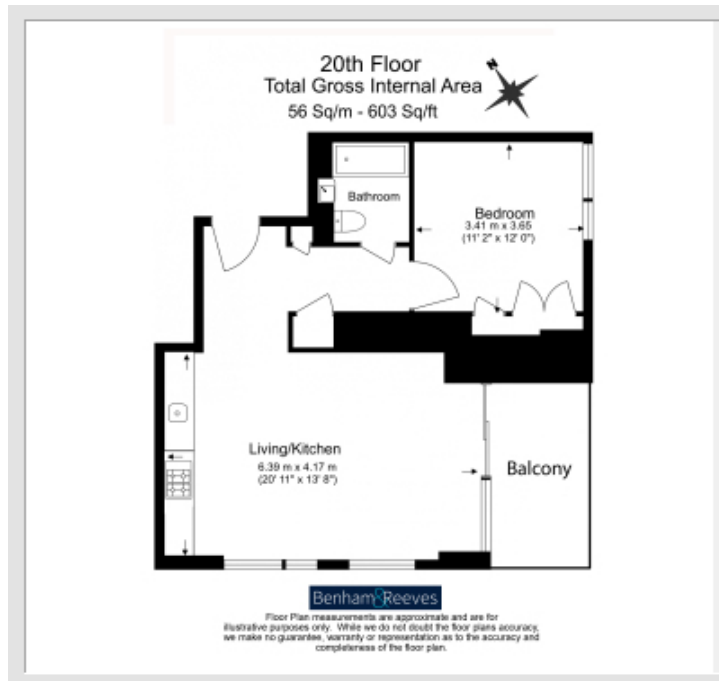 20th Floor
Total Gross Internal Area
56 Sq/m - 603 Sq/ft
N
Bathroom
Bedroom
3.41 m x 3.65
(11' 2" x 12' 0")
Living/Kitchen
6.39 m x 4.17 m
(20' 11" x 13' 8")
Balcony
Benham&Reeves
Floor Plan measurements are approximate and are for
illustrative purposes only. While we do not doubt the floor plans accuracy,
we make no guarantee, warranty or representation as to the accuracy and
completeness of the floor plan.